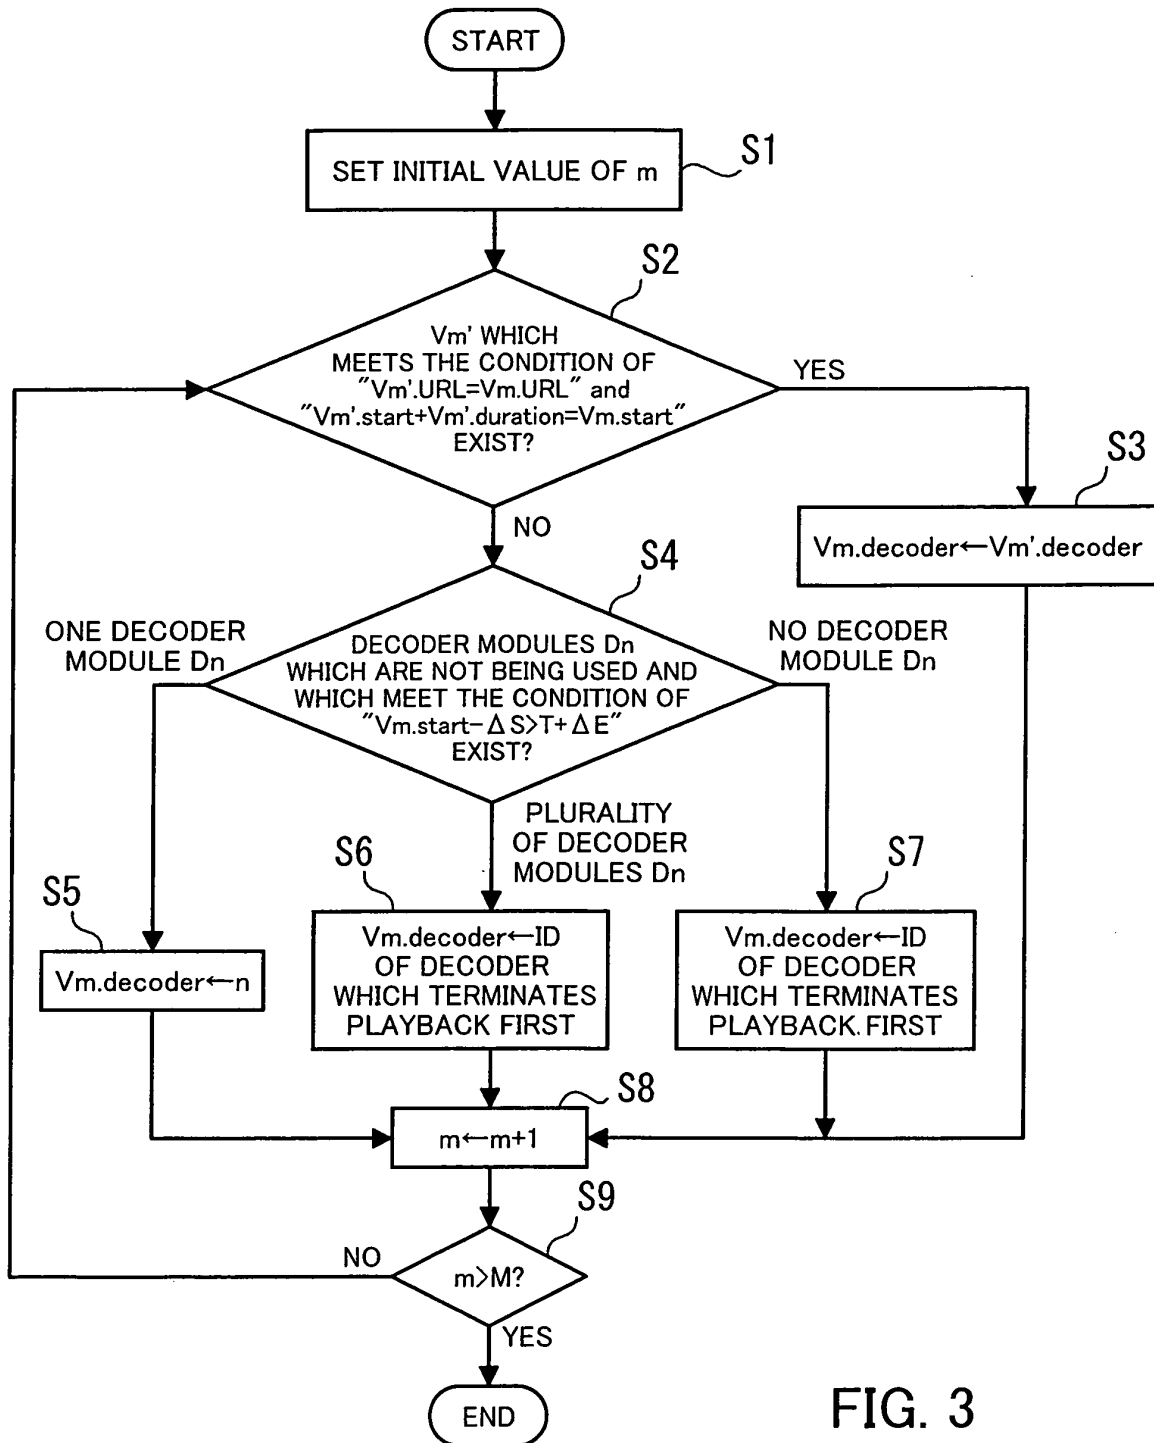 START
SET INITIAL VALUE OF m
S1
S2
Vm' WHICH
MEETS THE CONDITION OF
"Vm'.URL=Vm.URL" and
"Vm'.start+Vm'.duration=Vm.start"
EXIST?
YES
S3
Vm.decoder←Vm'.decoder
NO
S4
DECODER MODULES Dn
WHICH ARE NOT BEING USED AND
WHICH MEET THE CONDITION OF
"Vm.start-ΔS>T+ΔE"
EXIST?
ONE DECODER
MODULE Dn
NO DECODER
MODULE Dn
PLURALITY
OF DECODER
MODULES Dn
S5
Vm.decoder←n
S6
Vm.decoder←ID
OF DECODER
WHICH TERMINATES
PLAYBACK FIRST
S7
Vm.decoder←ID
OF DECODER
WHICH TERMINATES
PLAYBACK. FIRST
S8
m←m+1
S9
m>M?
NO
YES
END
FIG. 3